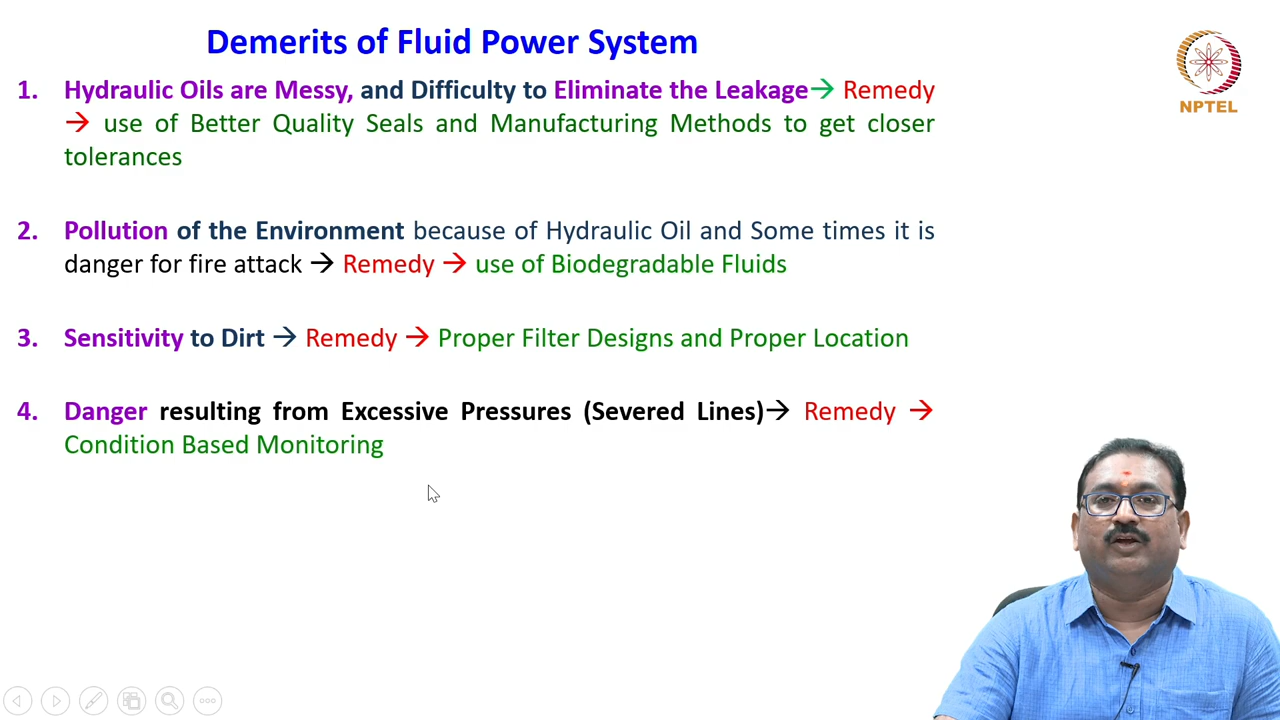 Demerits of Fluid Power System
NPTEL
1. Hydraulic Oils are Messy, and Difficulty to Eliminate the Leakage→ Remedy
→ use of Better Quality Seals and Manufacturing Methods to get closer
tolerances
2. Pollution of the Environment because of Hydraulic Oil and Some times it is
danger for fire attack → Remedy → use of Biodegradable Fluids
3. Sensitivity to Dirt → Remedy → Proper Filter Designs and Proper Location
4. Danger resulting from Excessive Pressures (Severed Lines)→ Remedy →
Condition Based Monitoring